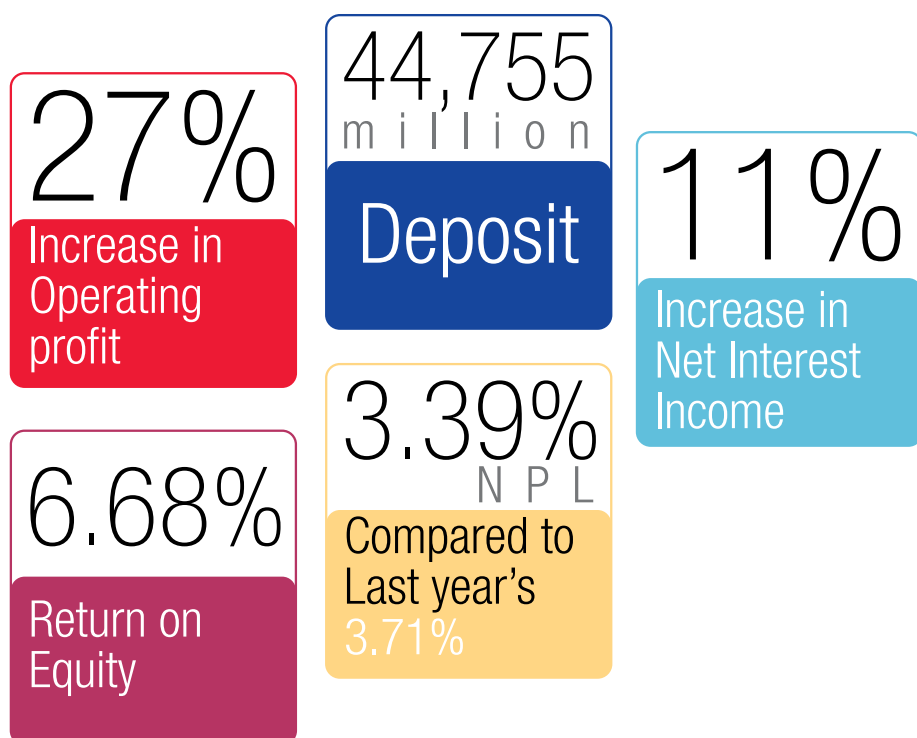 27%
Increase in
Operating
profit
44,755
million
Deposit
11%
Increase in
Net Interest
Income
6.68%
Return on
Equity
3.39%
NPL
Compared to
Last year's
3.71%